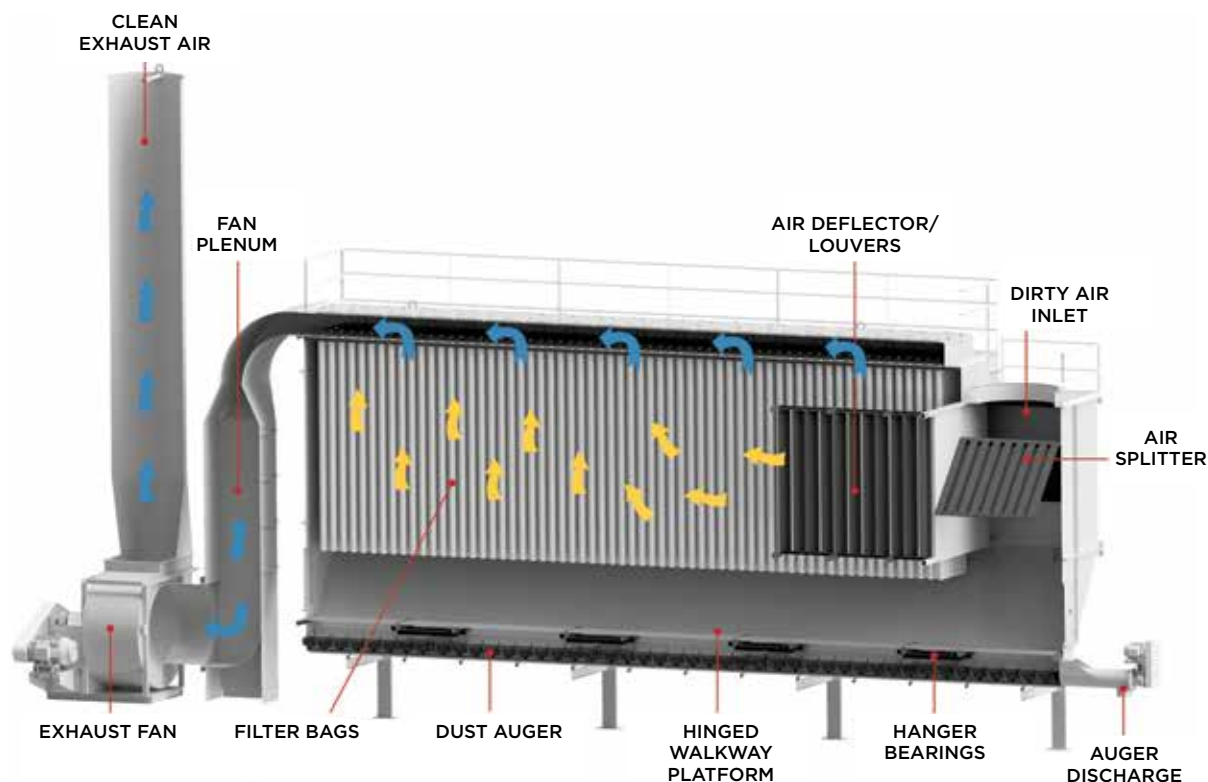 CLEAN
EXHAUST AIR
FAN
PLENUM
AIR DEFLECTOR/
LOUVERS
DIRTY AIR
INLET
AIR
SPLITTER
EXHAUST FAN
FILTER BAGS
DUST AUGER
HINGED
WALKWAY
PLATFORM
HANGER
BEARINGS
AUGER
DISCHARGE